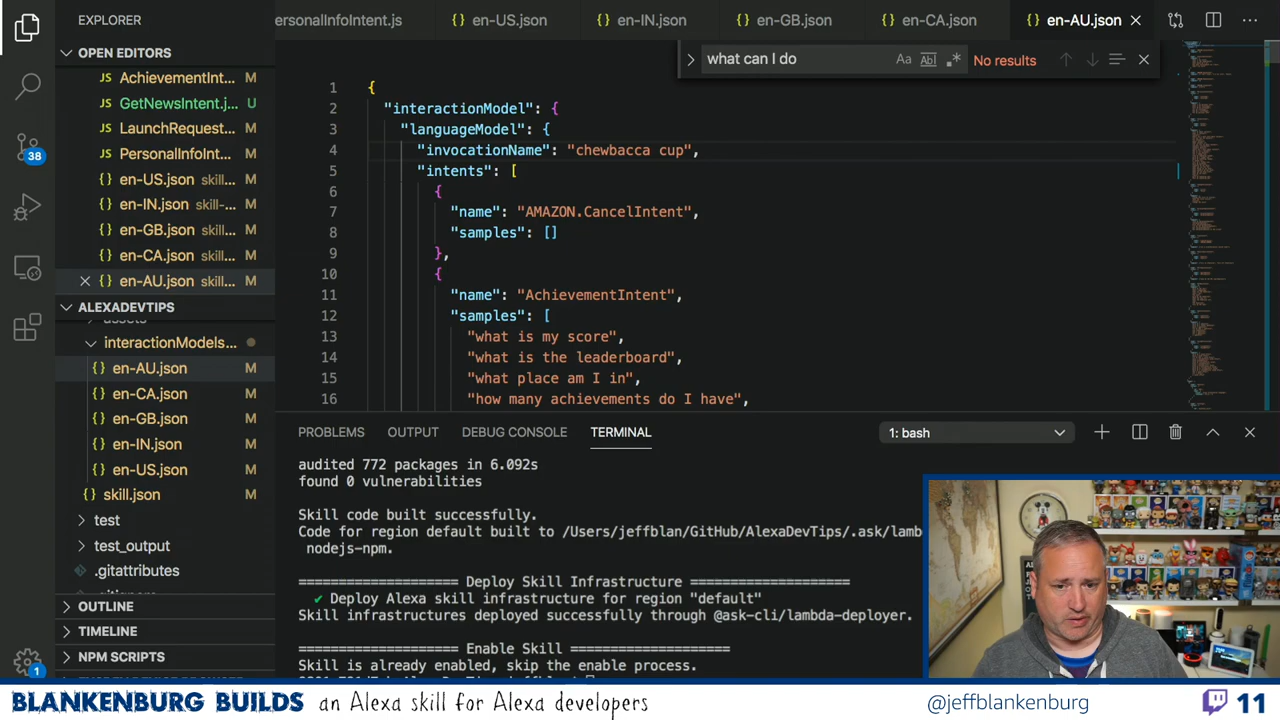 EXPLORER
ersonalInfoIntent.js
en-US.json
en-IN.json
en-GB.json
en-CA.json
en-AU.json
OPEN EDITORS
AchievementInt... M
GetNewsIntent.j... U
LaunchRequest... M
PersonalInfoInt... M
{} en-US.json skill... M
{} en-IN.json skill-... M
{} en-GB.json skill... M
{} en-CA.json skill... M
{} en-AU.json skill... M
38
what can I do
Aa Abl .*
No results
1 {
2 "interactionModel": {
3 "languageModel": {
4 "invocationName": "chewbacca cup",
5 "intents": [
6 {
7 "name": "AMAZON.CancelIntent",
8 "samples": []
9 },
10 {
11 "name": "AchievementIntent",
12 "samples": [
13 "what is my score",
14 "what is the leaderboard",
15 "what place am I in",
16 "how many achievements do I have",
ALEXADEVTIPS
assets
interactionModels...
{} en-AU.json M
{} en-CA.json M
{} en-GB.json M
{} en-IN.json M
{} en-US.json M
{} skill.json M
test
test_output
.gitattributes
OUTLINE
TIMELINE
NPM SCRIPTS
1
PROBLEMS
OUTPUT
DEBUG CONSOLE
TERMINAL
1: bash
audited 772 packages in 6.092s
found 0 vulnerabilities
Skill code built successfully.
Code for region default built to /Users/jeffblan/GitHub/AlexaDevTips/.ask/lamb
nodejs-npm.
==================== Deploy Skill Infrastructure ====================
✔ Deploy Alexa skill infrastructure for region "default"
Skill infrastructures deployed successfully through @ask-cli/lambda-deployer.
==================== Enable Skill ====================
Skill is already enabled, skip the enable process.
BLANKENBURG BUILDS an Alexa skill for Alexa developers
@jeffblankenburg
11